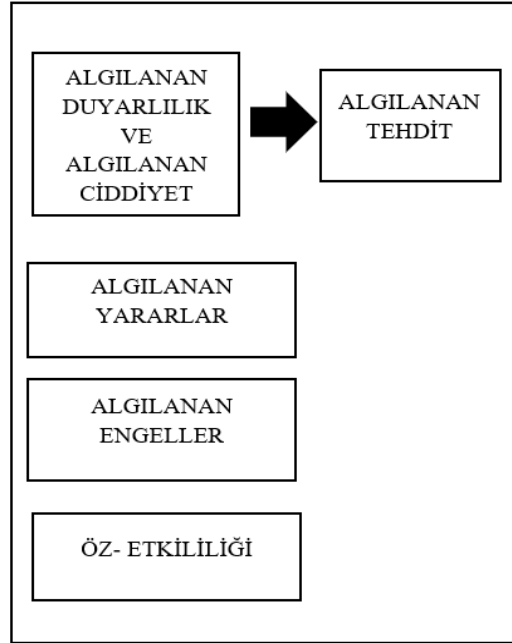 ALGILANAN
DUYARLILIK
VE
ALGILANAN
CİDDİYET
ALGILANAN
TEHDİT
ALGILANAN
YARARLAR
ALGILANAN
ENGELLER
ÖZ- ETKİLİLİĞİ